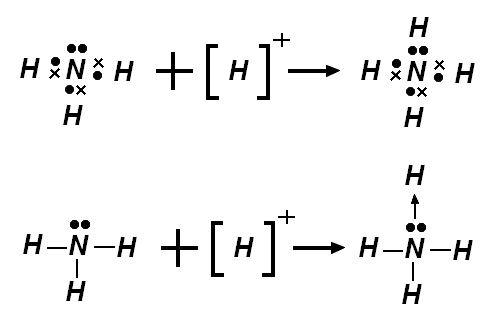 H
H N H + [ H ]+ → H N H
H H
H
H — N — H + [ H ]+ → H — N — H
H H